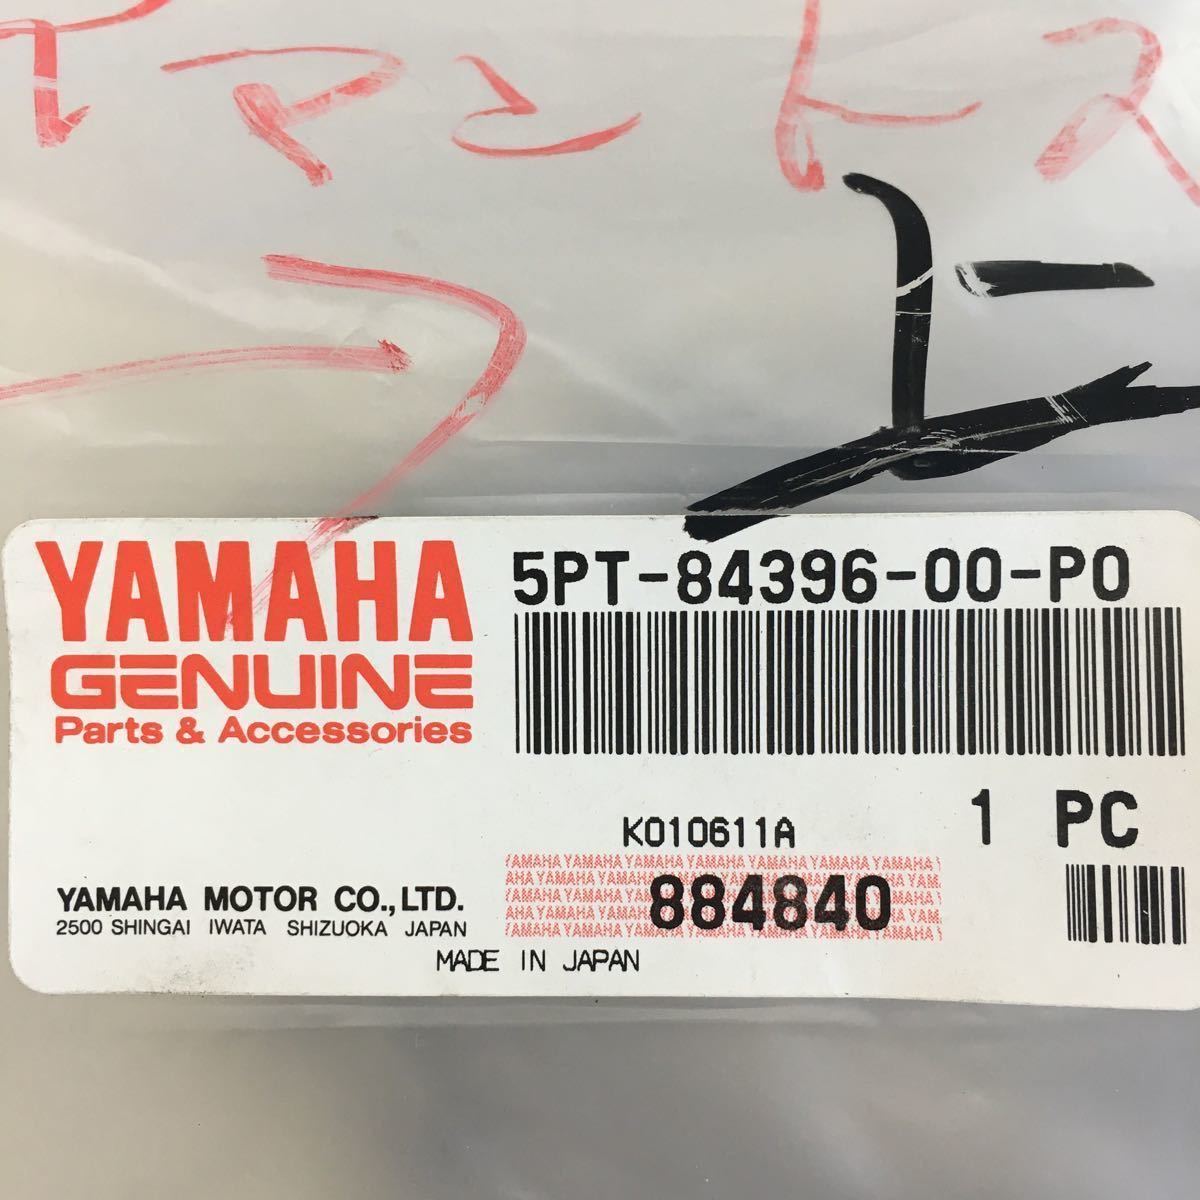 YAMAHA
GENUINE
Parts & Accessories
5PT-84396-00-P0
K010611A
1 PC
884840
YAMAHA MOTOR CO.,LTD.
2500 SHINGAI IWATA SHIZUOKA JAPAN
MADE IN JAPAN